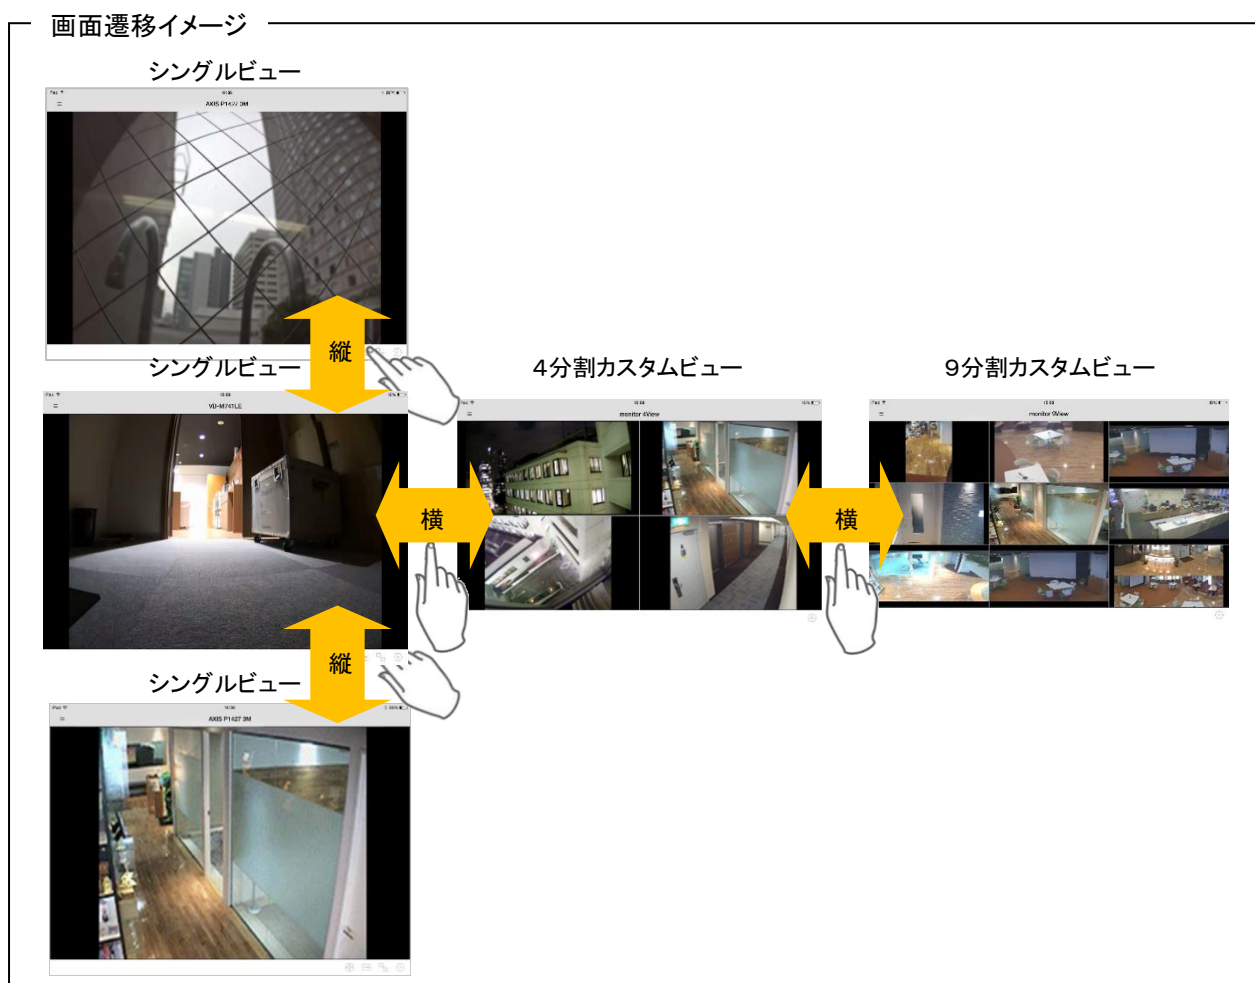 画面遷移イメージ
シングルビュー
AXIS P1427 3M
縦
シングルビュー
4分割カスタムビュー
9分割カスタムビュー
VD-M741LE
monitor 4View
monitor 9View
横
横
縦
シングルビュー
AXIS P1427 3M